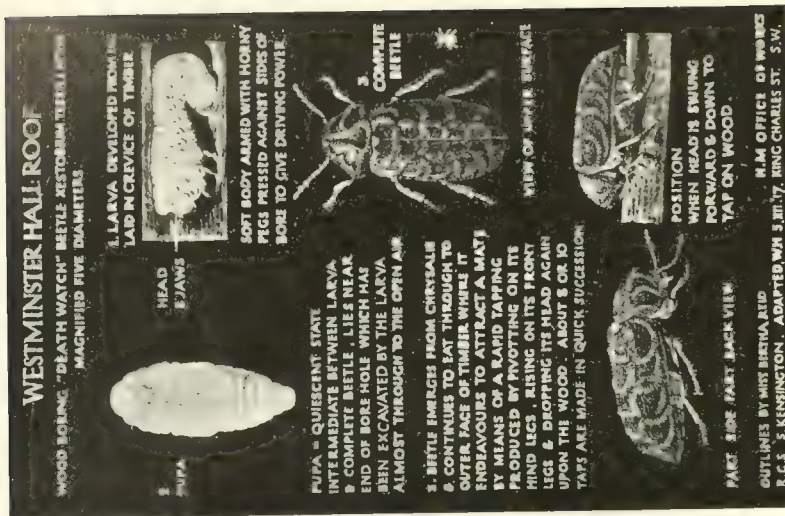 WESTMINSTER HALL ROOF
WOOD BORING "DEATH WATCH" BEETLE XESTOBIUM
MAGNIFIED FIVE DIAMETERS
1. LARVA DEVELOPED FROM
LAID IN CREVICE OF TIMBER
HEAD
& JAWS
SOFT BODY ARMED WITH HORNY
PEGS PRESSED AGAINST SIDES OF
BORE TO GIVE DRIVING POWER
2.
PUPA
PUPA = QUIESCENT STATE
INTERMEDIATE BETWEEN LARVA
& COMPLETE BEETLE, LIES NEAR
END OF BORE HOLE WHICH HAS
BEEN EXCAVATED BY THE LARVA
ALMOST THROUGH TO THE OPEN AIR
3. BEETLE EMERGES FROM CHRYSALIS
& CONTINUES TO EAT THROUGH TO
OUTER FACE OF TIMBER WHERE IT
ENDEAVOURS TO ATTRACT A MATE
BY MEANS OF A RAPID TAPING
PRODUCED BY PIVOTTING ON ITS
HIND LEGS, RISING ON ITS FRONT
LEGS & DROPPING ITS HEAD AGAIN
UPON THE WOOD. ABOUT 8 OR 10
TAPS ARE MADE IN QUICK SUCCESSION
3.
COMPLETE
BEETLE
VIEW OF UPPER SURFACE
PART SIDE PART BACK VIEW
POSITION
WHEN HEAD IS SWUNG
FORWARD & DOWN TO
TAP ON WOOD.
OUTLINES BY MISS
R.C.S. S. KENSINGTON. ADAPTED, WH 5.XII.17.
H.M OFFICE OF WORKS
KING CHARLES ST. S.W.